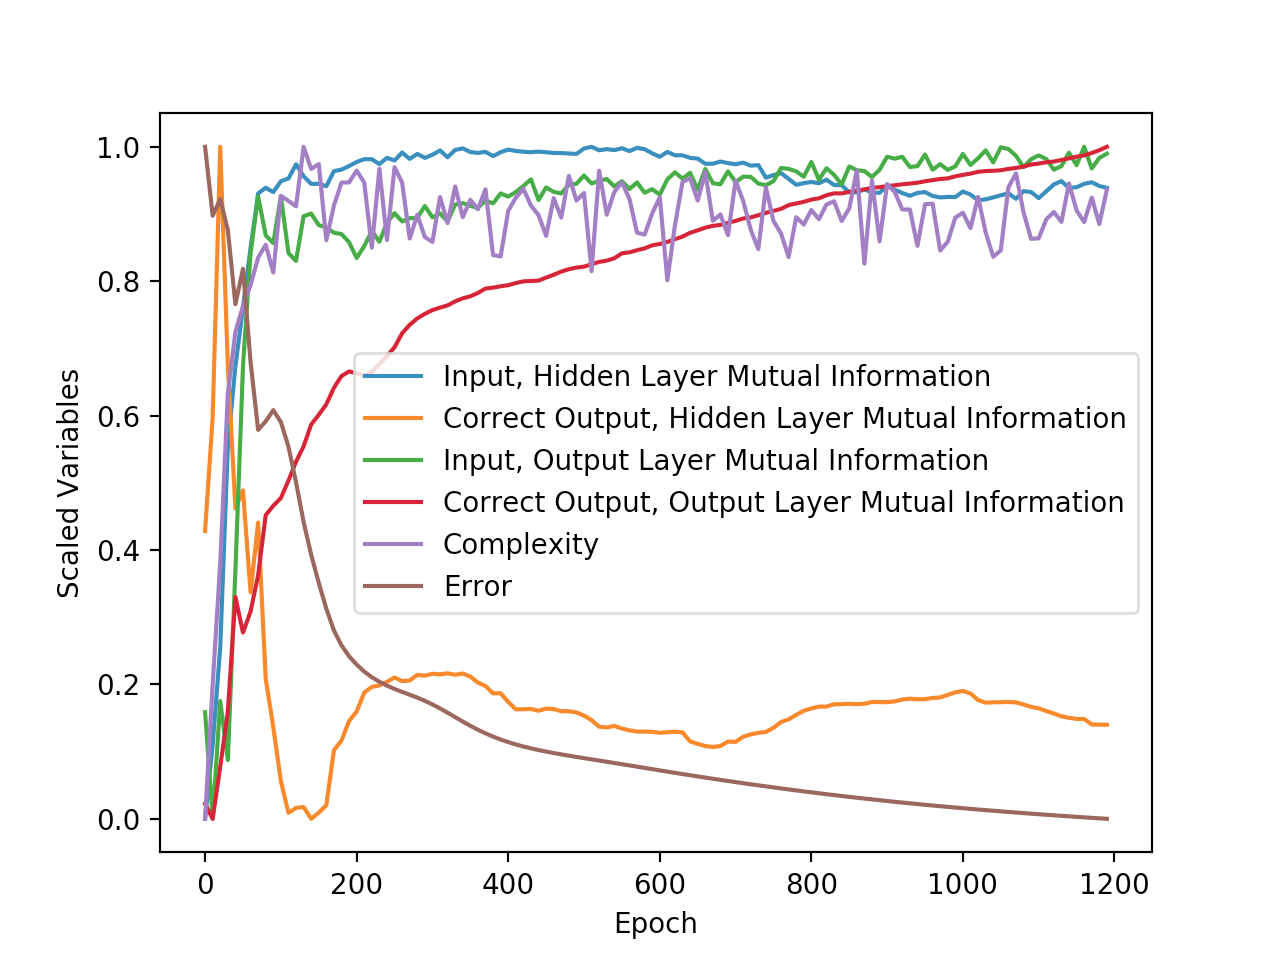 1.0
0.8
0.6
0.4
0.2
0.0
Scaled Variables
Input, Hidden Layer Mutual Information
Correct Output, Hidden Layer Mutual Information
Input, Output Layer Mutual Information
Correct Output, Output Layer Mutual Information
Complexity
Error
0 200 400 600 800 1000 1200
Epoch